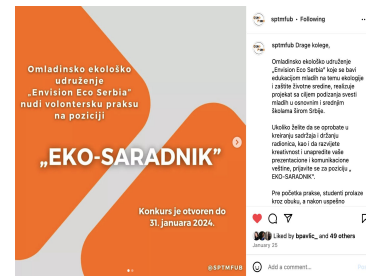 Omladinsko ekološko
udruženje
„Envision Eco Serbia”
nudi volontersku praksu
na poziciji
„EKO-SARADNIK”
Konkurs je otvoren do
31. januara 2024.
@SPTMFUB
sptmfub • Following
sptmfub Drage kolege,
Omladinsko ekološko udruženje
„Envision Eco Serbia” koje se bavi
edukacijom mladih na temu ekologije
i zaštite životne sredine, realizuje
projekat sa ciljem podizanja svesti
mladih u osnovnim i srednjim
školama širom Srbije.
Ukoliko želite da se oprobate u
kreiranju sadržaja i držanju
radionica, kao i da razvijete
kreativnost i unapredite vaše
prezentacione i komunikacione
veštine, prijavite se za poziciju „
EKO-SARADNIK”.
Pre početka prakse, studenti prolaze
kroz obuku, a nakon uspešno
Liked by bpavlic_ and 49 others
January 25
Add a comment...